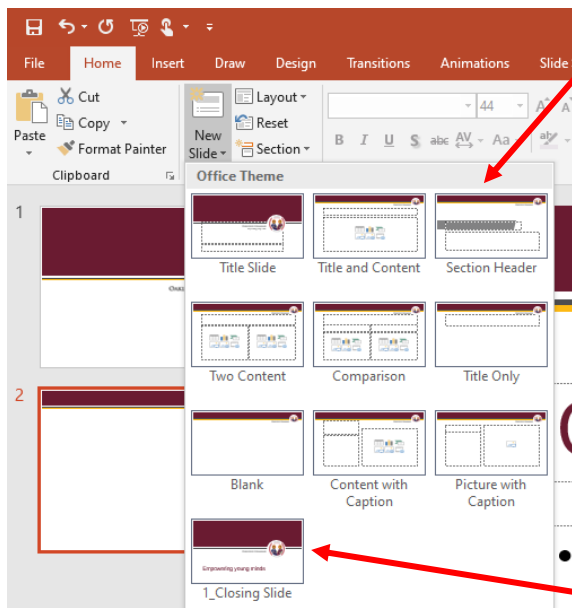 File Home Insert Draw Design Transitions Animations Slide
Cut
Copy
Format Painter
Paste
Clipboard
New
Slide
Layout
Reset
Section
44
A A
B I U S abc AV Aa ab
Office Theme
Title Slide Title and Content Section Header
Two Content Comparison Title Only
Blank Content with Caption Picture with Caption
Empowering young minds
1_Closing Slide
1
2